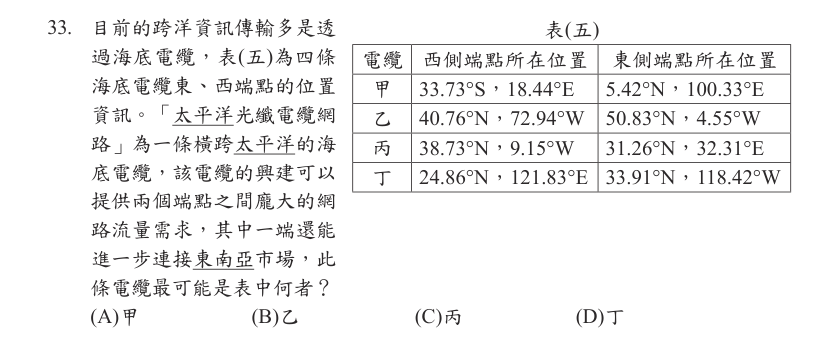 33. 目前的跨洋資訊傳輸多是透
過海底電纜，表(五)為四條
海底電纜東、西端點的位置
資訊。「太平洋光纖電纜網
路」為一條橫跨太平洋的海
底電纜，該電纜的興建可以
提供兩個端點之間龐大的網
路流量需求，其中一端還能
進一步連接東南亞市場，此
條電纜最可能是表中何者？
表(五)
電纜 西側端點所在位置 東側端點所在位置
甲 33.73°S，18.44°E 5.42°N，100.33°E
乙 40.76°N，72.94°W 50.83°N，4.55°W
丙 38.73°N，9.15°W 31.26°N，32.31°E
丁 24.86°N，121.83°E 33.91°N，118.42°W
(A)甲 (B)乙 (C)丙 (D)丁